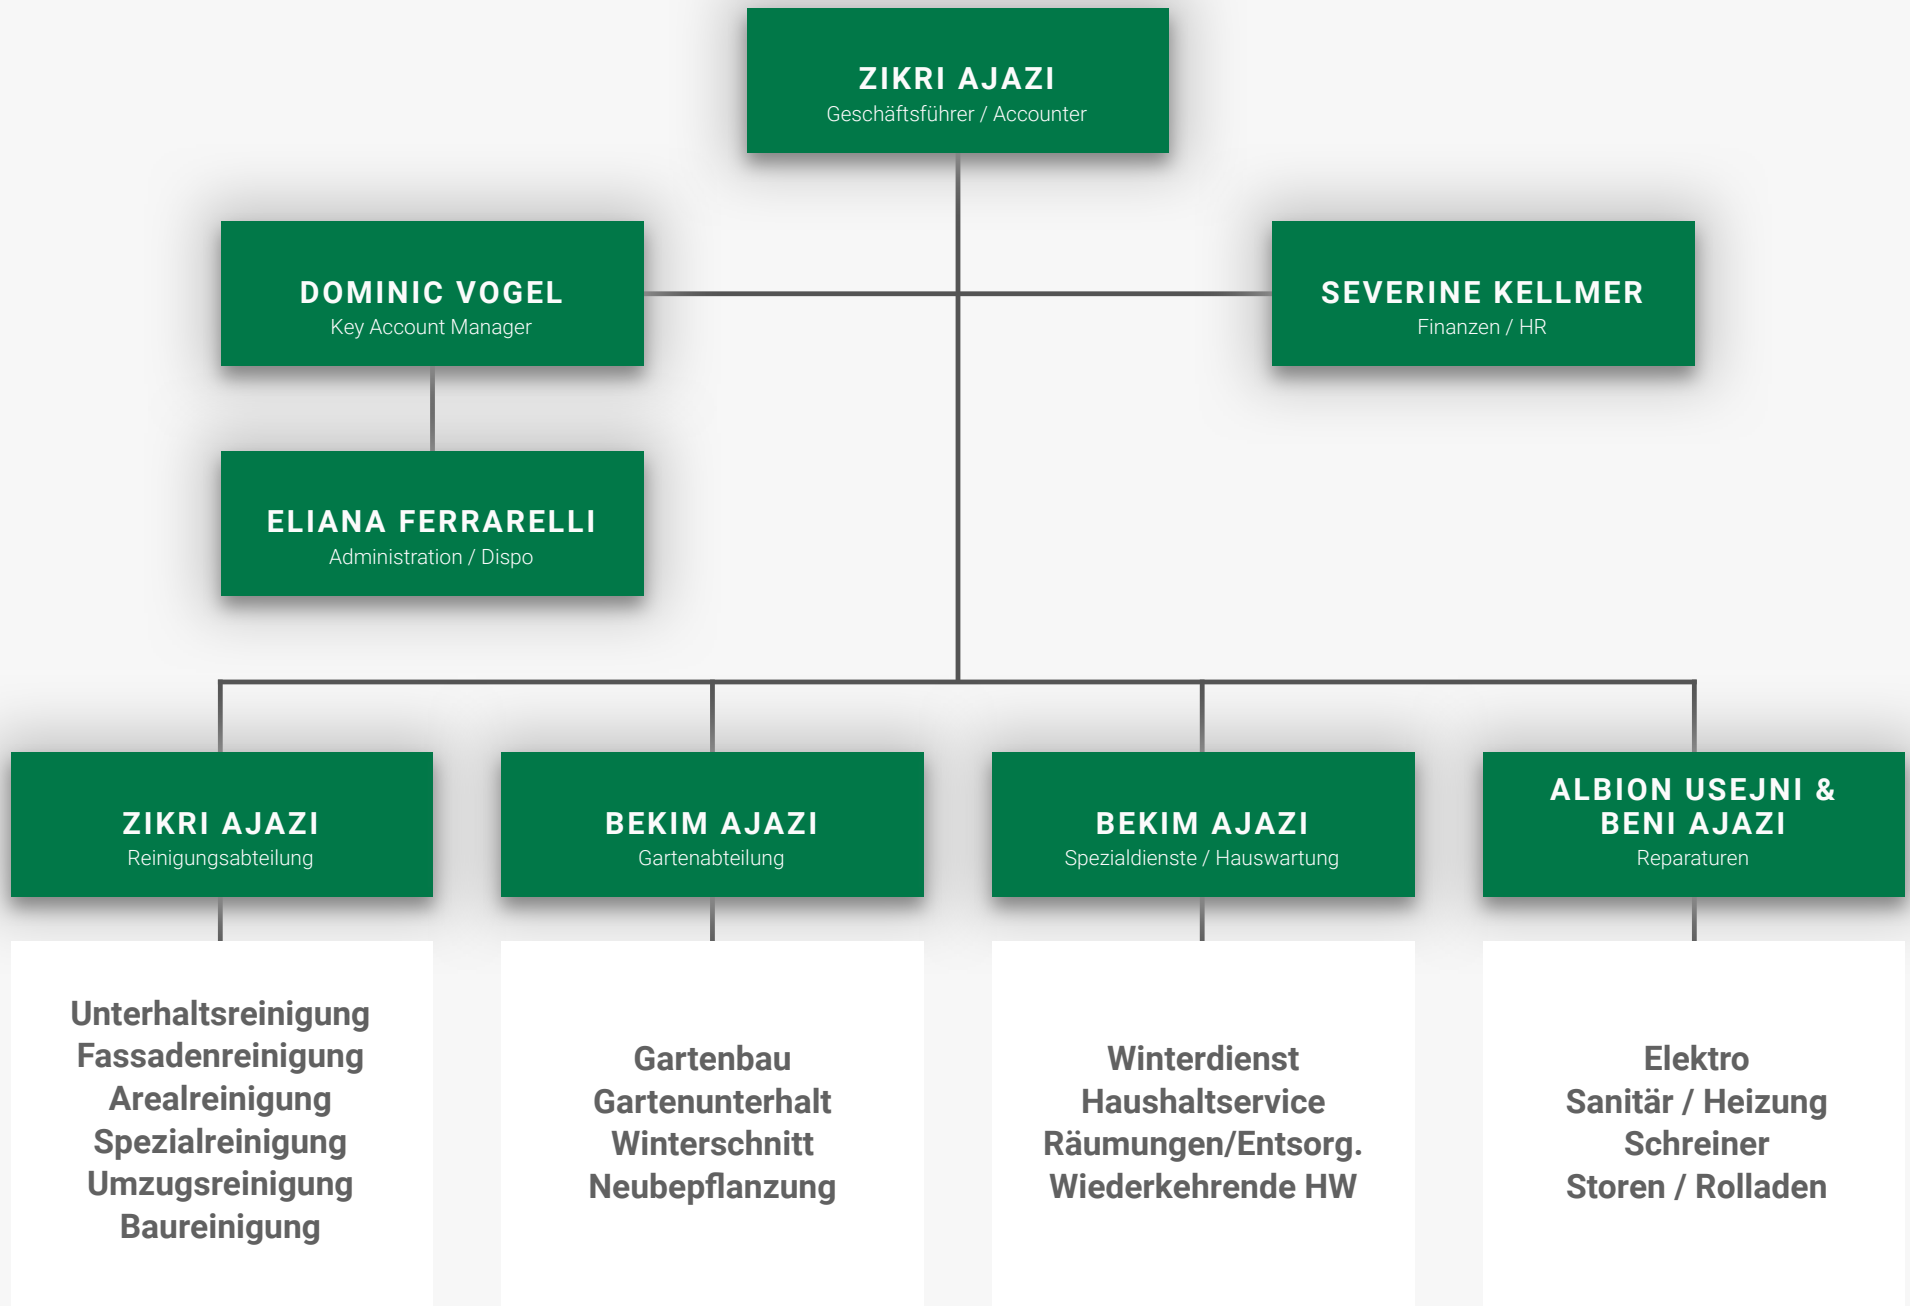 ZIKRI AJAZI
Geschäftsführer / Accounter
DOMINIC VOGEL
Key Account Manager
SEVERINE KELLMER
Finanzen / HR
ELIANA FERRARELLI
Administration / Dispo
ZIKRI AJAZI
Reinigungsabteilung
BEKIM AJAZI
Gartenabteilung
BEKIM AJAZI
Spezialdienste / Hauswartung
ALBION USEJNI &
BENI AJAZI
Reparaturen
Unterhaltsreinigung
Fassadenreinigung
Arealreinigung
Spezialreinigung
Umzugsreinigung
Baureinigung
Gartenbau
Gartenunterhalt
Winterschnitt
Neubepflanzung
Winterdienst
Haushaltservice
Räumungen/Entsorg.
Wiederkehrende HW
Elektro
Sanitär / Heizung
Schreiner
Storen / Rolladen